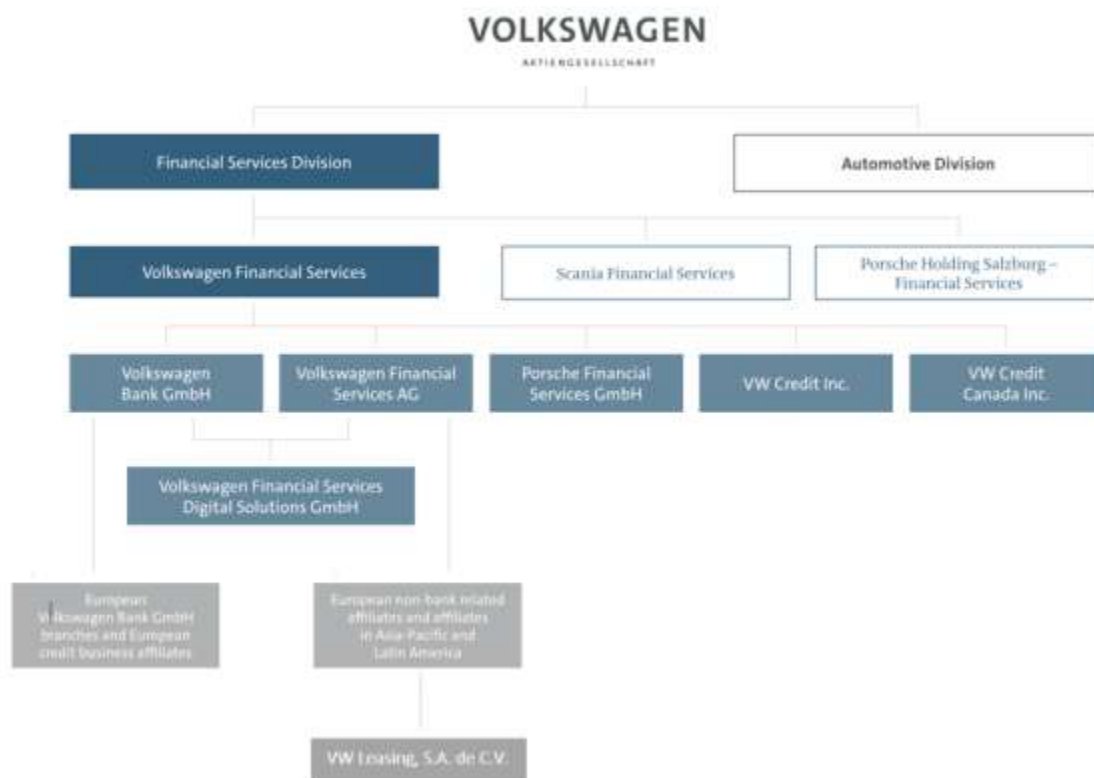 VOLKSWAGEN
AKTIENGESELLSCHAFT
Financial Services Division
Automotive Division
Volkswagen Financial Services
Scania Financial Services
Porsche Holding Salzburg –
Financial Services
Volkswagen
Bank GmbH
Volkswagen Financial
Services AG
Porsche Financial
Services GmbH
VW Credit Inc.
VW Credit
Canada Inc.
Volkswagen Financial Services
Digital Solutions GmbH
European
Volkswagen Bank GmbH
branches and European
credit business affiliates
European non-bank related
affiliates and affiliates
in Asia-Pacific and
Latin America
VW Leasing, S.A. de C.V.